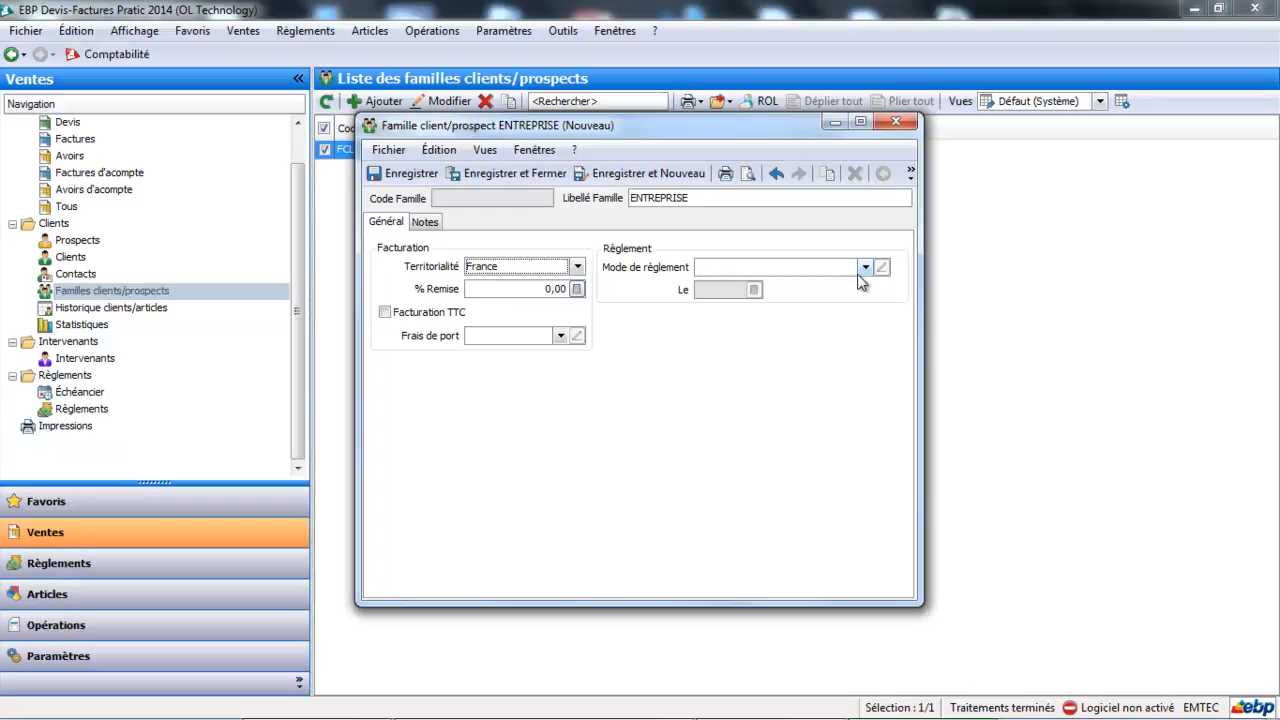 EBP Devis-Factures Pratic 2014 (OL Technology)
Fichier Édition Affichage Favoris Ventes Règlements Articles Opérations Paramètres Outils Fenêtres ?
Comptabilité
Ventes
Navigation
Devis
Factures
Avoirs
Factures d'acompte
Avoirs d'acompte
Tous
Clients
Prospects
Clients
Contacts
Familles clients/prospects
Historique clients/articles
Statistiques
Intervenants
Intervenants
Règlements
Échéancier
Règlements
Impressions
Favoris
Ventes
Règlements
Articles
Opérations
Paramètres
Liste des familles clients/prospects
Ajouter Modifier <Rechercher> ROL Déplier tout Plier tout Vues Défaut (Système)
Famille client/prospect ENTREPRISE (Nouveau)
Fichier Édition Vues Fenêtres ?
Enregistrer Enregistrer et Fermer Enregistrer et Nouveau
Code Famille Libellé Famille ENTREPRISE
Général Notes
Facturation
Territorialité France
% Remise 0,00
Facturation TTC
Frais de port
Règlement
Mode de règlement
Le
Sélection : 1/1 Traitements terminés Logiciel non activé EMTEC ebp